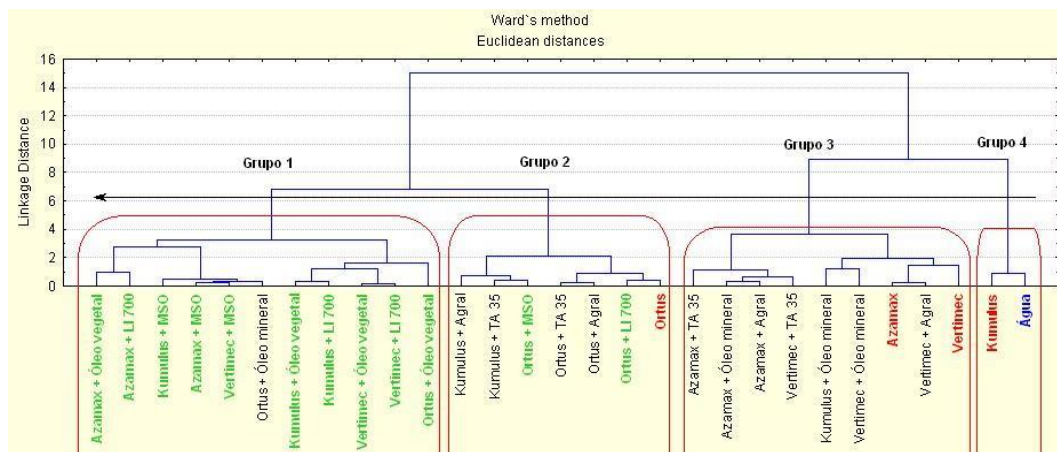 Ward`s method
Euclidean distances
16
14
12
10
8
6
4
2
0
Linkage Distance
Grupo 1
Grupo 2
Grupo 3
Grupo 4
Azamax + Óleo vegetal
Azamax + LI 700
Kumulus + MSO
Azamax + MSO
Vertimec + MSO
Ortus + Óleo mineral
Kumulus + Óleo vegetal
Kumulus + LI 700
Vertimec + Óleo vegetal
Vertimec + LI 700
Ortus + Óleo vegetal
Kumulus + Agral
Kumulus + TA 35
Ortus + MSO
Ortus + TA 35
Ortus + Agral
Ortus + LI 700
Ortus
Azamax + TA 35
Azamax + Óleo mineral
Azamax + Agral
Vertimec + TA 35
Kumulus + Óleo mineral
Vertimec + Óleo mineral
Azamax
Vertimec + Agral
Vertimec
Kumulus
Água